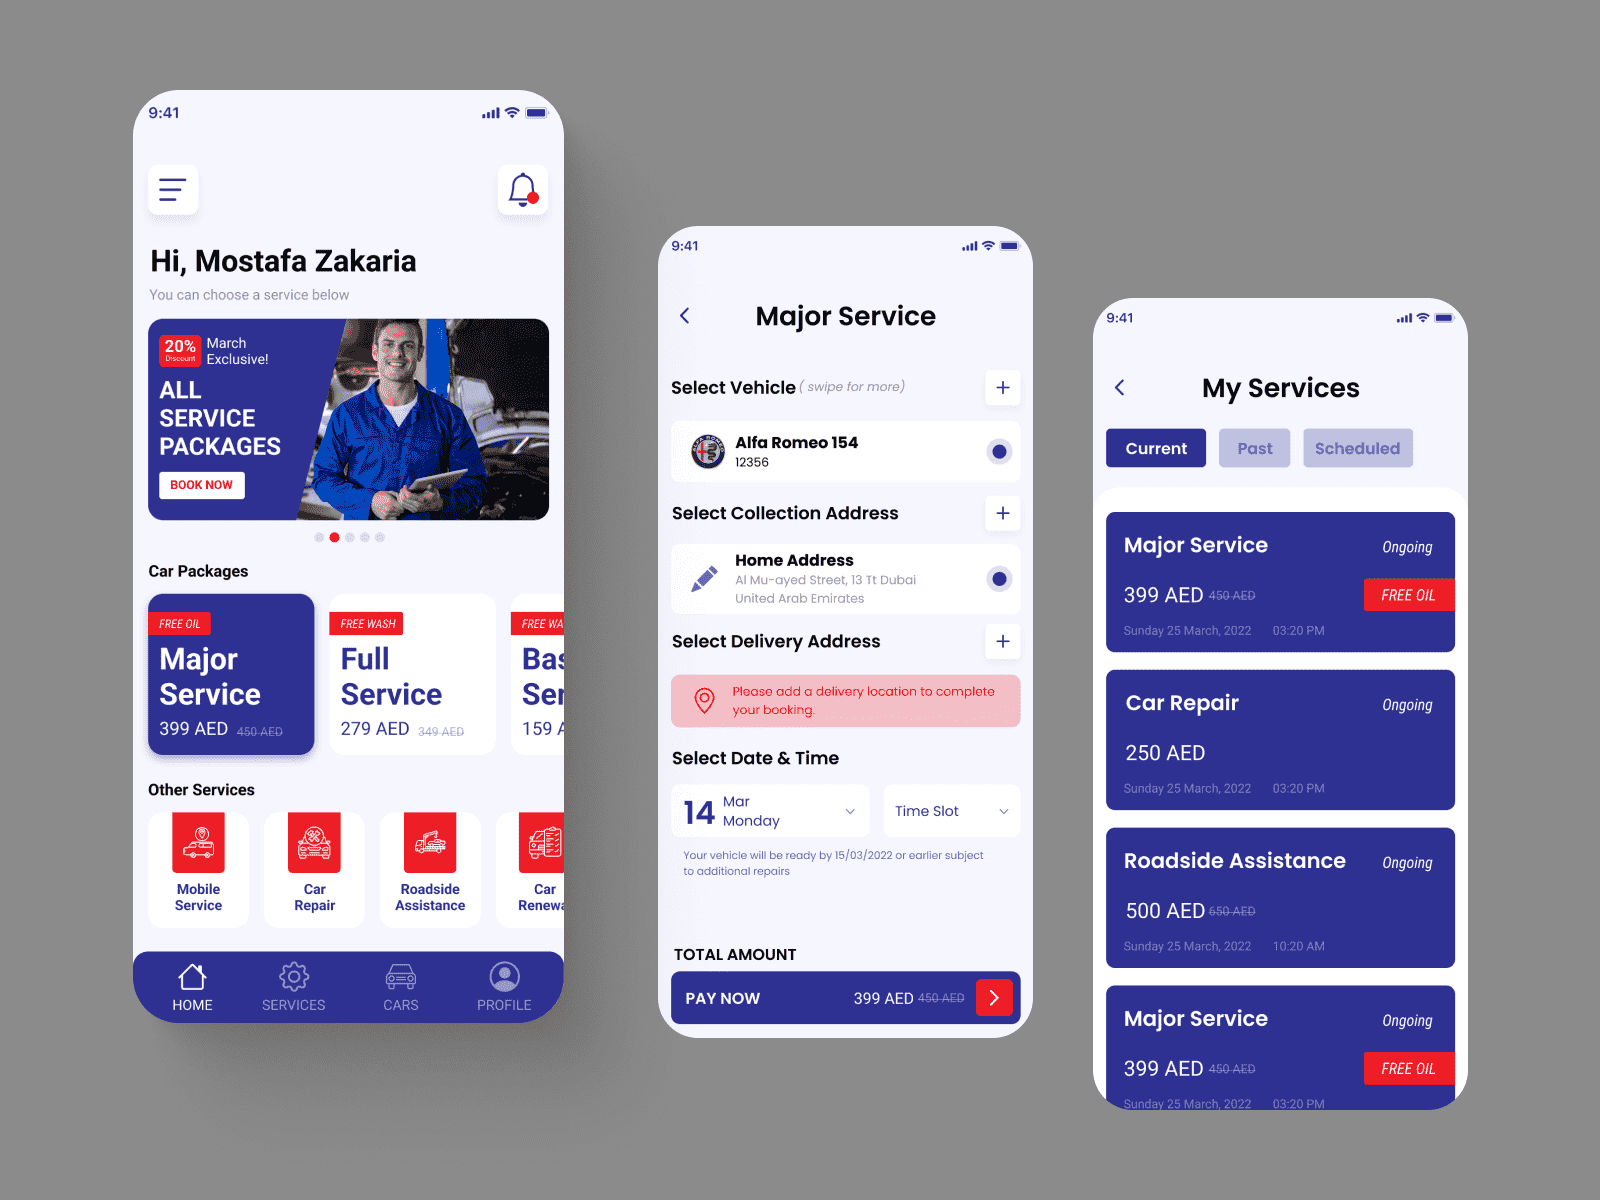 9:41
Hi, Mostafa Zakaria
You can choose a service below
20%
Discount
March
Exclusive!
ALL
SERVICE
PACKAGES
BOOK NOW
Car Packages
FREE OIL
Major
Service
399 AED 450 AED
FREE WASH
Full
Service
279 AED 349 AED
FREE WA
Bas
Ser
159 A
Other Services
Mobile
Service
Car
Repair
Roadside
Assistance
Car
Renewa
HOME
SERVICES
CARS
PROFILE
9:41
Major Service
Select Vehicle ( swipe for more)
Alfa Romeo 154
12356
Select Collection Address
Home Address
Al Mu-ayed Street, 13 Tt Dubai
United Arab Emirates
Select Delivery Address
Please add a delivery location to complete
your booking.
Select Date & Time
14
Mar
Monday
Time Slot
Your vehicle will be ready by 15/03/2022 or earlier subject
to additional repairs
TOTAL AMOUNT
PAY NOW 399 AED 450 AED
9:41
My Services
Current Past Scheduled
Major Service Ongoing
399 AED 450 AED FREE OIL
Sunday 25 March, 2022 03:20 PM
Car Repair Ongoing
250 AED
Sunday 25 March, 2022 03:20 PM
Roadside Assistance Ongoing
500 AED 650 AED
Sunday 25 March, 2022 10:20 AM
Major Service Ongoing
399 AED 450 AED FREE OIL
Sunday 25 March, 2022 03:20 PM